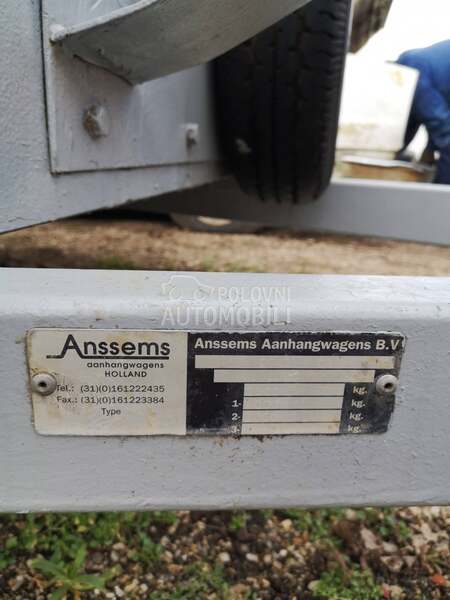 POLOVNI
AUTOMOBILI
Anssems
aanhangwagens
HOLLAND
Tel.: (31)(0)161222435
Fax.: (31)(0)161223384
Type
Anssems Aanhangwagens B.V
kg.
1- kg.
2- kg.
3- kg.